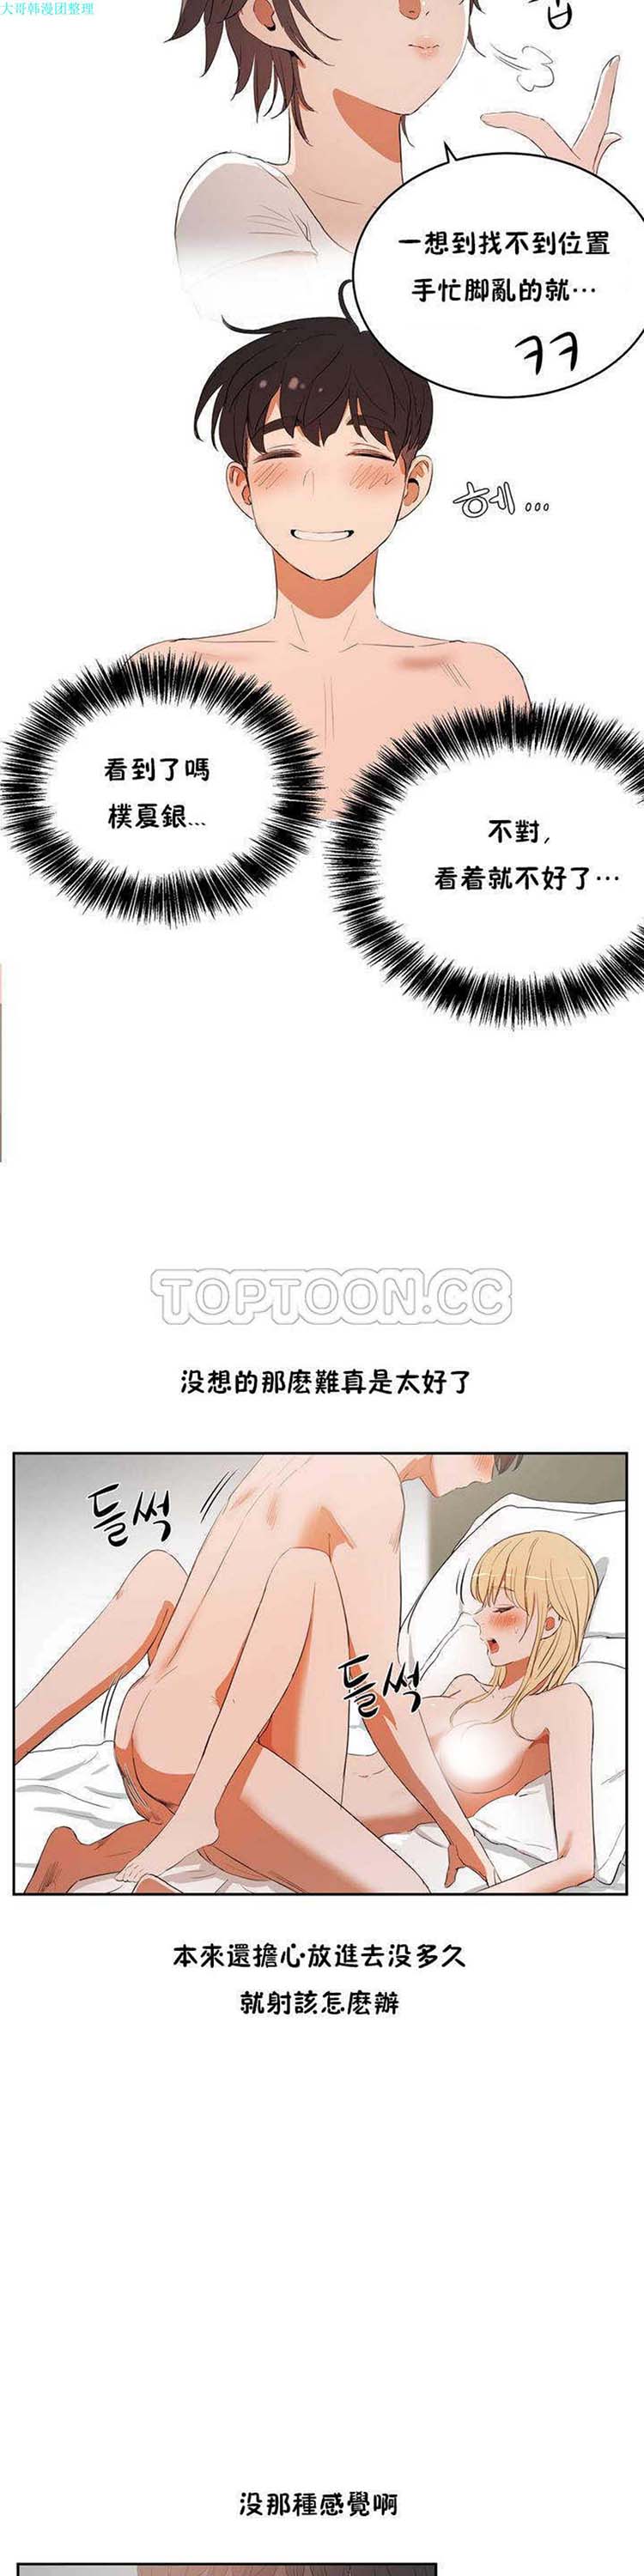 大哥韩漫团整理
一想到找不到位置
手忙脚亂的就…
ㅋㅋ
헤...
看到了嗎
樸夏銀...
不對,
看着就不好了…
TOPTOON.CC
没想的那麽難真是太好了
들썩
들썩
本來還擔心放進去没多久
就射該怎麽辦
没那種感覺啊